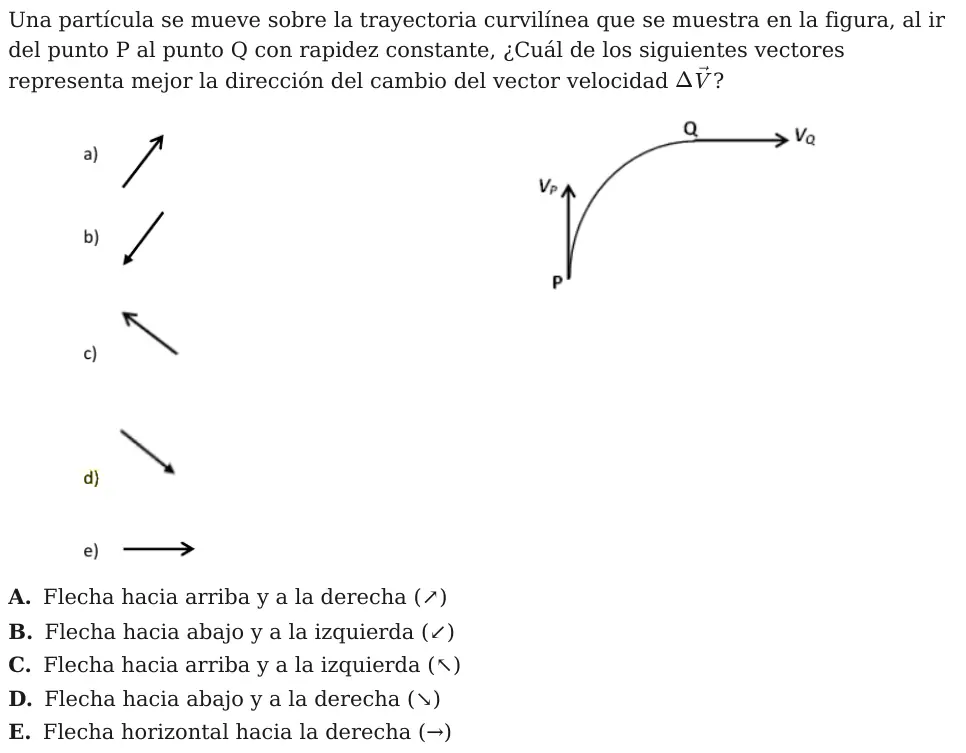 Una partícula se mueve sobre la trayectoria curvilínea que se muestra en la figura, al ir
del punto P al punto Q con rapidez constante, ¿Cuál de los siguientes vectores
representa mejor la dirección del cambio del vector velocidad ΔV⃗?
a)
b)
c)
d)
e)
Q
V_Q
V_P
P
A. Flecha hacia arriba y a la derecha (↗)
B. Flecha hacia abajo y a la izquierda (↙)
C. Flecha hacia arriba y a la izquierda (↖)
D. Flecha hacia abajo y a la derecha (↘)
E. Flecha horizontal hacia la derecha (→)